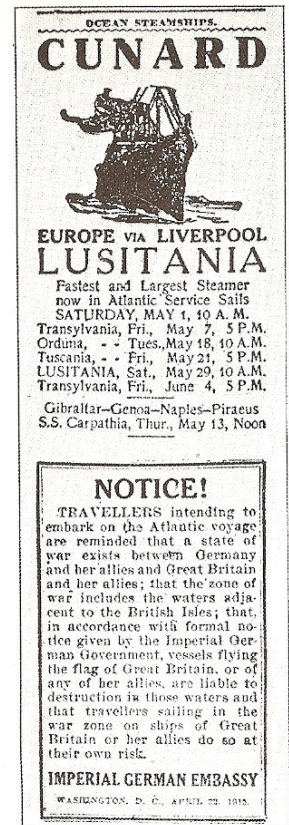 OCEAN STEAMSHIPS.
CUNARD
EUROPE VIA LIVERPOOL
LUSITANIA
Fastest and Largest Steamer
now in Atlantic Service Sails
SATURDAY, MAY 1, 10 A. M.
Transylvania, Fri., May 7, 5 P.M.
Orduna, - - Tues., May 18, 10 A.M.
Tuscania, - - Fri., May 21, 5 P.M.
LUSITANIA, Sat., May 29, 10 A.M.
Transylvania, Fri., June 4, 5 P.M.
Gibraltar—Genoa—Naples—Piraeus
S.S. Carpathia, Thur., May 13, Noon
NOTICE!
TRAVELLERS intending to
embark on the Atlantic voyage
are reminded that a state of
war exists between Germany
and her allies and Great Britain
and her allies; that the zone of
war includes the waters adja-
cent to the British Isles; that,
in accordance with formal no-
tice given by the Imperial Ger-
man Government, vessels flying
the flag of Great Britain, or of
any of her allies, are liable to
destruction in those waters and
that travellers sailing in the
war zone on ships of Great
Britain or her allies do so at
their own risk.
IMPERIAL GERMAN EMBASSY
WASHINGTON, D. C., APRIL 22, 1915.